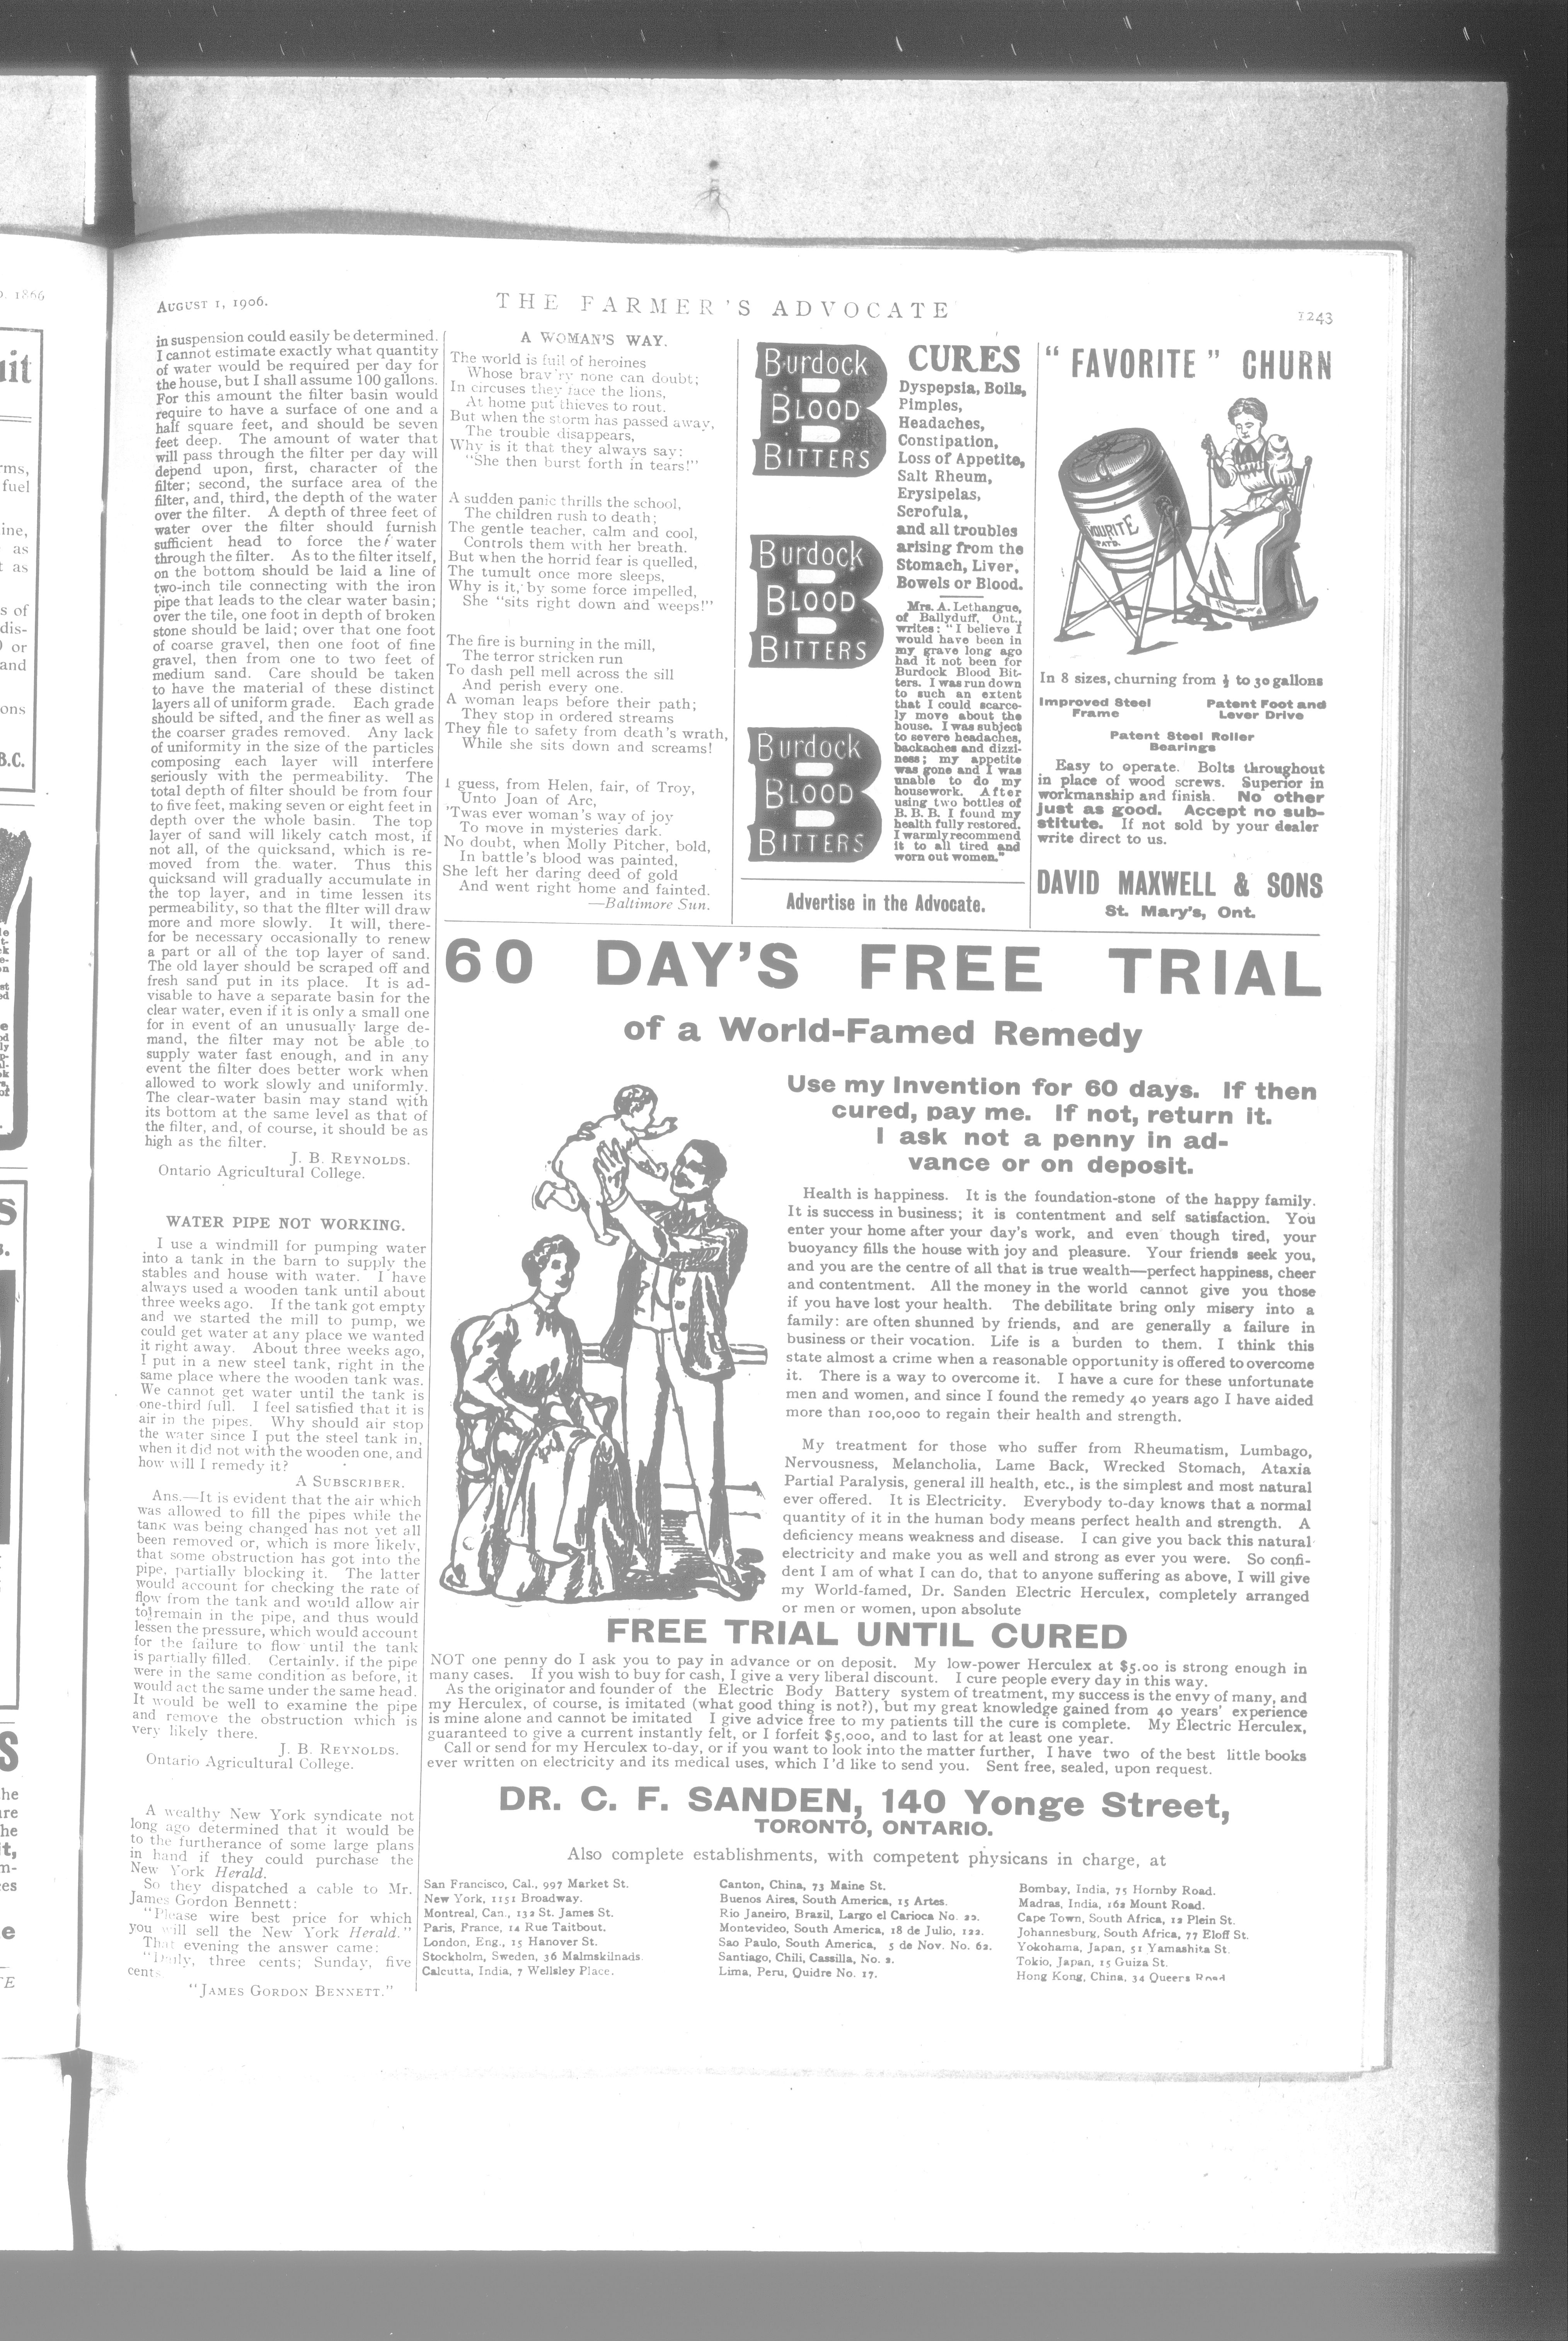 AUGUST 1, 1906.
THE FARMER'S ADVOCATE
1243
in suspension could easily be determined.
I cannot estimate exactly what quantity
of water would be required per day for
the house, but I shall assume 100 gallons.
For this amount the filter basin would
require to have a surface of one and a
half square feet, and should be seven
feet deep. The amount of water that
will pass through the filter per day will
depend upon, first, character of the
filter; second, the surface area of the
filter, and, third, the depth of the water
over the filter. A depth of three feet of
water over the filter should furnish
sufficient head to force the water
through the filter. As to the filter itself,
on the bottom should be laid a line of
two-inch tile connecting with the iron
pipe that leads to the clear water basin;
over the tile, one foot in depth of broken
stone should be laid; over that one foot
of coarse gravel, then one foot of fine
gravel, then from one to two feet of
medium sand. Care should be taken
to have the material of these distinct
layers all of uniform grade. Each grade
should be sifted, and the finer as well as
the coarser grades removed. Any lack
of uniformity in the size of the particles
composing each layer will interfere
seriously with the permeability. The
total depth of filter should be from four
to five feet, making seven or eight feet in
depth over the whole basin. The top
layer of sand will likely catch most, if
not all, of the quicksand, which is re-
moved from the water. Thus this
quicksand will gradually accumulate in
the top layer, and in time lessen its
permeability, so that the filter will draw
more and more slowly. It will, there-
for be necessary occasionally to renew
a part or all of the top layer of sand.
The old layer should be scraped off and
fresh sand put in its place. It is ad-
visable to have a separate basin for the
clear water, even if it is only a small one
for in event of an unusually large de-
mand, the filter may not be able to
supply water fast enough, and in any
event the filter does better work when
allowed to work slowly and uniformly.
The clear-water basin may stand with
its bottom at the same level as that of
the filter, and, of course, it should be as
high as the filter.
J. B. REYNOLDS.
Ontario Agricultural College.
WATER PIPE NOT WORKING.
I use a windmill for pumping water
into a tank in the barn to supply the
stables and house with water. I have
always used a wooden tank until about
three weeks ago. If the tank got empty
and we started the mill to pump, we
could get water at any place we wanted
it right away. About three weeks ago,
I put in a new steel tank, right in the
same place where the wooden tank was.
We cannot get water until the tank is
one-third full. I feel satisfied that it is
air in the pipes. Why should air stop
the water since I put the steel tank in,
when it did not with the wooden one, and
how will I remedy it?
A SUBSCRIBER.
Ans.—It is evident that the air which
was allowed to fill the pipes while the
tank was being changed has not yet all
been removed or, which is more likely,
that some obstruction has got into the
pipe, partially blocking it. The latter
would account for checking the rate of
flow from the tank and would allow air
to remain in the pipe, and thus would
lessen the pressure, which would account
for the failure to flow until the tank
is partially filled. Certainly, if the pipe
were in the same condition as before, it
would act the same under the same head.
It would be well to examine the pipe
and remove the obstruction which is
very likely there.
J. B. REYNOLDS.
Ontario Agricultural College.
A wealthy New York syndicate not
long ago determined that it would be
to the furtherance of some large plans
in hand if they could purchase the
New York Herald.
So they dispatched a cable to Mr.
James Gordon Bennett:
"Please wire best price for which
you will sell the New York Herald."
That evening the answer came:
"Daily, three cents; Sunday, five
cents.
"JAMES GORDON BENNETT."
A WOMAN'S WAY.
The world is full of heroines
Whose brav'ry none can doubt;
In circuses they face the lions,
At home put thieves to rout.
But when the storm has passed away,
The trouble disappears,
Why is it that they always say:
"She then burst forth in tears!"
A sudden panic thrills the school,
The children rush to death;
The gentle teacher, calm and cool,
Controls them with her breath.
But when the horrid fear is quelled,
The tumult once more sleeps,
Why is it, by some force impelled,
She "sits right down and weeps!"
The fire is burning in the mill,
The terror stricken run
To dash pell mell across the sill
And perish every one.
A woman leaps before their path;
They stop in ordered streams
They file to safety from death's wrath,
While she sits down and screams!
I guess, from Helen, fair, of Troy,
Unto Joan of Arc,
'Twas ever woman's way of joy
To move in mysteries dark.
No doubt, when Molly Pitcher, bold,
In battle's blood was painted,
She left her daring deed of gold
And went right home and fainted.
—Baltimore Sun.
Burdock
BLOOD
BITTERS
Burdock
BLOOD
BITTERS
Burdock
BLOOD
BITTERS
CURES
Dyspepsia, Boils,
Pimples,
Headaches,
Constipation,
Loss of Appetite,
Salt Rheum,
Erysipelas,
Scrofula,
and all troubles
arising from the
Stomach, Liver,
Bowels or Blood.
Mrs. A. Lethangue,
of Ballyduff, Ont.,
writes: "I believe I
would have been in
my grave long ago
had it not been for
Burdock Blood Bit-
ters. I was run down
to such an extent
that I could scarce-
ly move about the
house. I was subject
to severe headaches,
backaches and dizzi-
ness; my appetite
was gone and I was
unable to do my
housework. After
using two bottles of
B. B. B. I found my
health fully restored.
I warmly recommend
it to all tired and
worn out women."
Advertise in the Advocate.
"FAVORITE" CHURN
FAVOURITE
PATD.
In 8 sizes, churning from ½ to 30 gallons
Improved Steel
Frame
Patent Foot and
Lever Drive
Patent Steel Roller
Bearings
Easy to operate. Bolts throughout
in place of wood screws. Superior in
workmanship and finish. No other
just as good. Accept no sub-
stitute. If not sold by your dealer
write direct to us.
DAVID MAXWELL & SONS
St. Mary's, Ont.
60 DAY'S FREE TRIAL
of a World-Famed Remedy
Use my Invention for 60 days. If then
cured, pay me. If not, return it.
I ask not a penny in ad-
vance or on deposit.
Health is happiness. It is the foundation-stone of the happy family.
It is success in business; it is contentment and self satisfaction. You
enter your home after your day's work, and even though tired, your
buoyancy fills the house with joy and pleasure. Your friends seek you,
and you are the centre of all that is true wealth—perfect happiness, cheer
and contentment. All the money in the world cannot give you those
if you have lost your health. The debilitate bring only misery into a
family: are often shunned by friends, and are generally a failure in
business or their vocation. Life is a burden to them. I think this
state almost a crime when a reasonable opportunity is offered to overcome
it. There is a way to overcome it. I have a cure for these unfortunate
men and women, and since I found the remedy 40 years ago I have aided
more than 100,000 to regain their health and strength.
My treatment for those who suffer from Rheumatism, Lumbago,
Nervousness, Melancholia, Lame Back, Wrecked Stomach, Ataxia
Partial Paralysis, general ill health, etc., is the simplest and most natural
ever offered. It is Electricity. Everybody to-day knows that a normal
quantity of it in the human body means perfect health and strength. A
deficiency means weakness and disease. I can give you back this natural
electricity and make you as well and strong as ever you were. So confi-
dent I am of what I can do, that to anyone suffering as above, I will give
my World-famed, Dr. Sanden Electric Herculex, completely arranged
or men or women, upon absolute
FREE TRIAL UNTIL CURED
NOT one penny do I ask you to pay in advance or on deposit. My low-power Herculex at $5.00 is strong enough in
many cases. If you wish to buy for cash, I give a very liberal discount. I cure people every day in this way.
As the originator and founder of the Electric Body Battery system of treatment, my success is the envy of many, and
my Herculex, of course, is imitated (what good thing is not?), but my great knowledge gained from 40 years' experience
is mine alone and cannot be imitated I give advice free to my patients till the cure is complete. My Electric Herculex,
guaranteed to give a current instantly felt, or I forfeit $5,000, and to last for at least one year.
Call or send for my Herculex to-day, or if you want to look into the matter further, I have two of the best little books
ever written on electricity and its medical uses, which I'd like to send you. Sent free, sealed, upon request.
DR. C. F. SANDEN, 140 Yonge Street,
TORONTO, ONTARIO.
Also complete establishments, with competent physicans in charge, at
San Francisco, Cal., 997 Market St.
New York, 1151 Broadway.
Montreal, Can., 132 St. James St.
Paris, France, 14 Rue Taitbout.
London, Eng., 15 Hanover St.
Stockholm, Sweden, 36 Malmskilnads.
Calcutta, India, 7 Wellsley Place.
Canton, China, 73 Maine St.
Buenos Aires, South America, 15 Artes.
Rio Janeiro, Brazil, Largo el Carioca No. 22.
Montevideo, South America, 18 de Julio, 122.
Sao Paulo, South America, 5 de Nov. No. 62.
Santiago, Chili, Cassilla, No. 2.
Lima, Peru, Quidre No. 17.
Bombay, India, 75 Hornby Road.
Madras, India, 162 Mount Road.
Cape Town, South Africa, 12 Plein St.
Johannesburg, South Africa, 77 Eloff St.
Yokohama, Japan, 51 Yamashita St.
Tokio, Japan, 15 Guiza St.
Hong Kong, China, 34 Queers Road